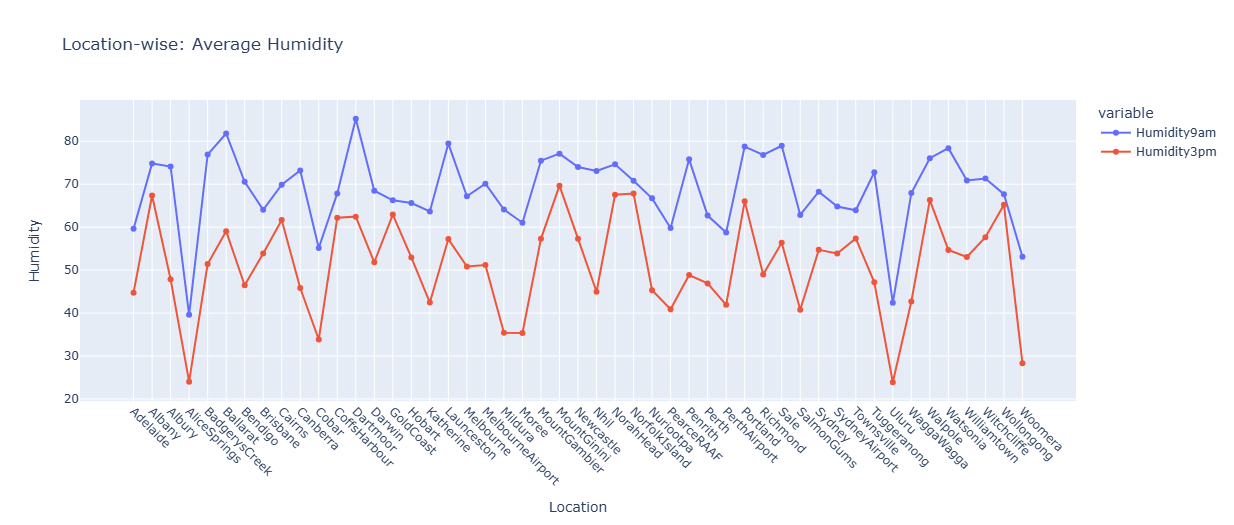 Location-wise: Average Humidity
variable
Humidity9am
Humidity3pm
Humidity
80
70
60
50
40
30
20
Adelaide
Albany
Albury
AliceSprings
BadgerysCreek
Ballarat
Bendigo
Brisbane
Cairns
Canberra
Cobar
CoffsHarbour
Dartmoor
Darwin
GoldCoast
Hobart
Katherine
Launceston
Melbourne
MelbourneAirport
Mildura
Moree
MountGambier
MountGinini
Newcastle
Nhil
NorahHead
NorfolkIsland
Nuriootpa
PearceRAAF
Penrith
Perth
PerthAirport
Portland
Richmond
Sale
SalmonGums
Sydney
SydneyAirport
Townsville
Tuggeranong
Uluru
WaggaWagga
Walpole
Watsonia
Williamtown
Witchcliffe
Wollongong
Woomera
Location